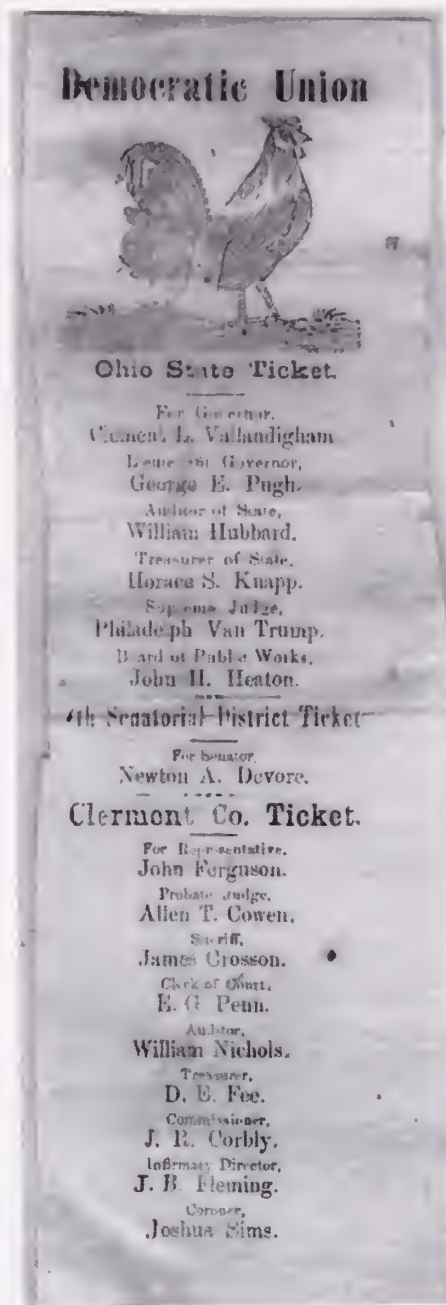 Democratic Union
Ohio State Ticket.
For Governor,
Clement L. Vallandigham
Lieutenant Governor,
George E. Pugh.
Auditor of State,
William Hubbard.
Treasurer of State,
Horace S. Knapp.
Supreme Judge,
Philadelph Van Trump.
Board of Public Works,
John H. Heaton.
4th Senatorial District Ticket
For Senator,
Newton A. Devore.
Clermont Co. Ticket.
For Representative,
John Ferguson.
Probate Judge,
Allen T. Cowen.
Sheriff,
James Crosson.
Clerk of Court,
E. G. Penn.
Auditor,
William Nichols.
Treasurer,
D. E. Fee.
Commissioner,
J. R. Corbly.
Infirmary Director,
J. B. Fleming.
Coroner,
Joshua Sims.